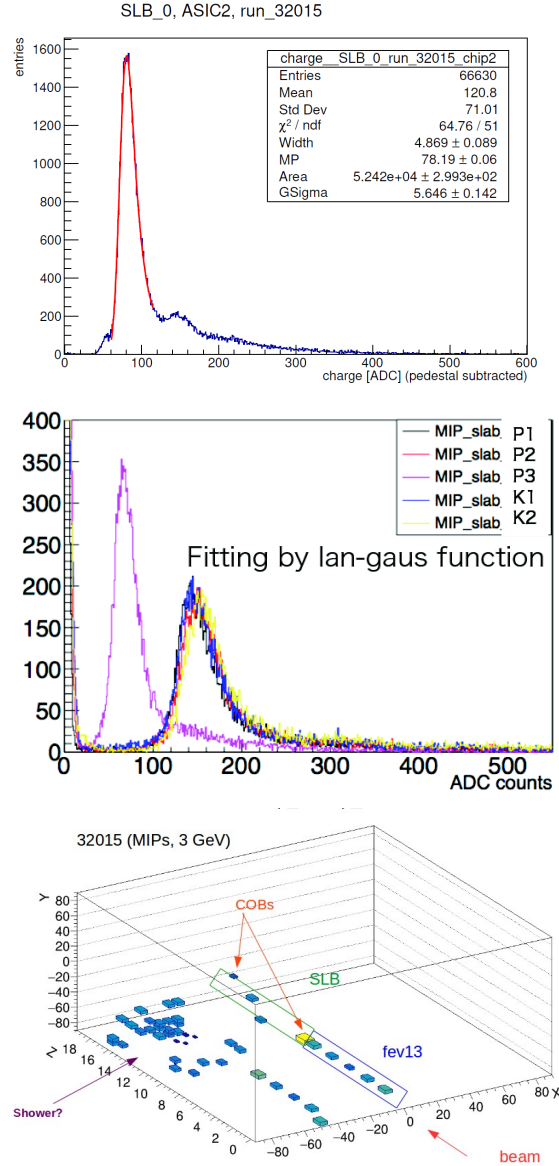 SLB_0, ASIC2, run_32015
entries
1600
1400
1200
1000
800
600
400
200
0
0 100 200 300 400 500 600
charge [ADC] (pedestal subtracted)
charge__SLB_0_run_32015_chip2
Entries 66630
Mean 120.8
Std Dev 71.01
χ² / ndf 64.76 / 51
Width 4.869 ± 0.089
MP 78.19 ± 0.06
Area 5.242e+04 ± 2.993e+02
GSigma 5.646 ± 0.142
400
350
300
250
200
150
100
50
0
0 100 200 300 400 500
ADC counts
MIP_slab_ P1
MIP_slab_ P2
MIP_slab_ P3
MIP_slab_ K1
MIP_slab_ K2
Fitting by lan-gaus function
32015 (MIPs, 3 GeV)
Y
80
60
40
20
0
−20
−40
−60
−80
COBs
SLB
fev13
Z
18
16
14
12
10
8
6
4
2
0
Shower?
−80 −60 −40 −20 0 20 40 60 80
X
beam